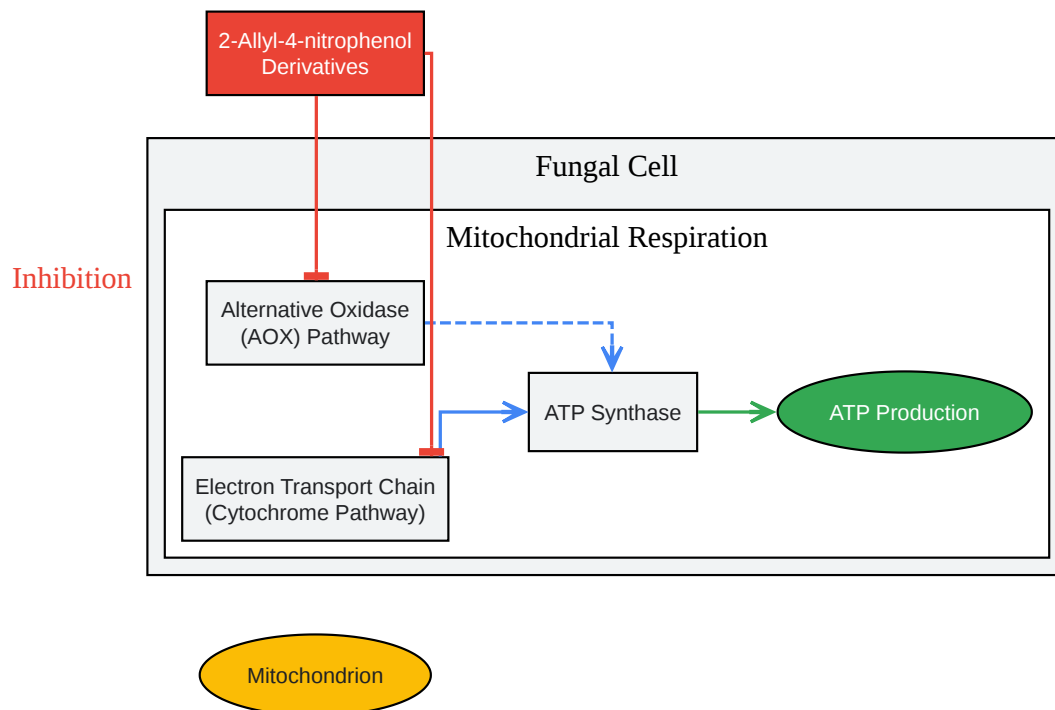 2-Allyl-4-nitrophenol
Derivatives
Fungal Cell
Mitochondrial Respiration
Inhibition
Alternative Oxidase
(AOX) Pathway
ATP Synthase
ATP Production
Electron Transport Chain
(Cytochrome Pathway)
Mitochondrion